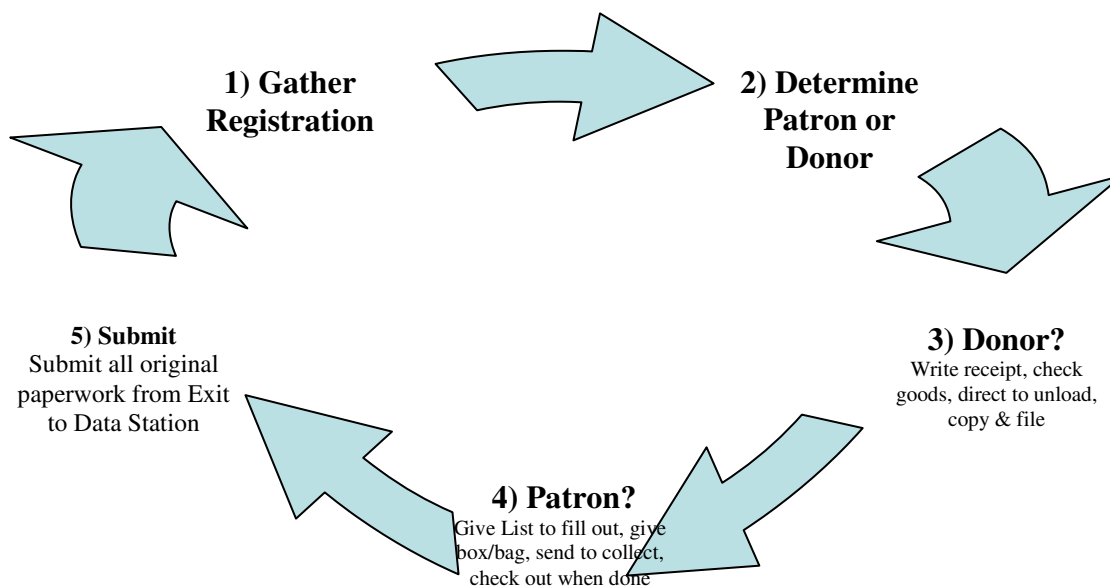 1) Gather
Registration
2) Determine
Patron or
Donor
3) Donor?
Write receipt, check
goods, direct to unload,
copy & file
4) Patron?
Give List to fill out, give
box/bag, send to collect,
check out when done
5) Submit
Submit all original
paperwork from Exit
to Data Station